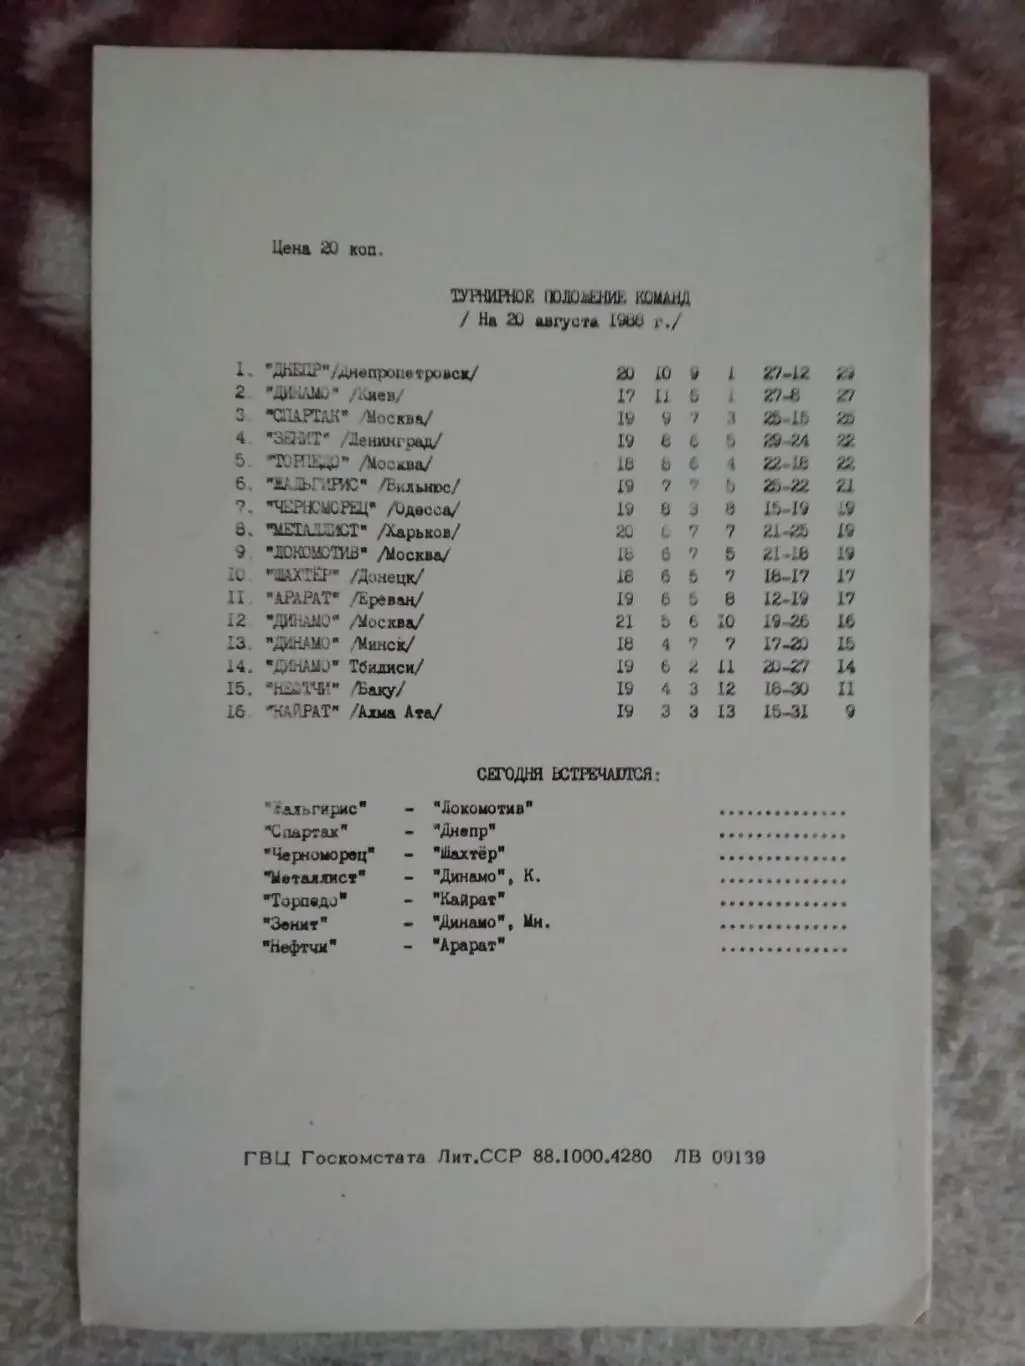 Цена 20 коп.
ТУРНИРНОЕ ПОЛОЖЕНИЕ КОМАНД
/ На 20 августа 1988 г./
1. "ДНЕПР"/Днепропетровск/ 20 10 9 1 27-12 29
2. "ДИНАМО" /Киев/ 17 11 5 1 27-8 27
3. "СПАРТАК" /Москва/ 19 9 7 3 25-15 25
4. "ЗЕНИТ" /Ленинград/ 19 8 6 5 29-24 22
5. "ТОРПЕДО" /Москва/ 18 8 6 4 22-18 22
6. "ЖАЛЬГИРИС" /Вильнюс/ 19 7 7 5 25-22 21
7. "ЧЕРНОМОРЕЦ" /Одесса/ 19 8 3 8 15-19 19
8. "МЕТАЛЛИСТ" /Харьков/ 20 6 7 7 21-25 19
9. "ЛОКОМОТИВ" /Москва/ 18 6 7 5 21-18 19
10. "ШАХТЁР" /Донецк/ 18 6 5 7 18-17 17
11. "АРАРАТ" /Ереван/ 19 6 5 8 12-19 17
12. "ДИНАМО" /Москва/ 21 5 6 10 19-26 16
13. "ДИНАМО" /Минск/ 18 4 7 7 17-20 15
14. "ДИНАМО" Тбилиси/ 19 6 2 11 20-27 14
15. "НЕФТЧИ" /Баку/ 19 4 3 12 18-30 11
16. "КАЙРАТ" /Алма Ата/ 19 3 3 13 15-31 9
СЕГОДНЯ ВСТРЕЧАЮТСЯ:
"Жальгирис" - "Локомотив" ..............
"Спартак" - "Днепр" ..............
"Черноморец" - "Шахтёр" ..............
"Металлист" - "Динамо", К. ..............
"Торпедо" - "Кайрат" ..............
"Зенит" - "Динамо", Мн. ..............
"Нефтчи" - "Арарат" ..............
ГВЦ Госкомстата Лит.ССР 88.1000.4280 ЛВ 09139